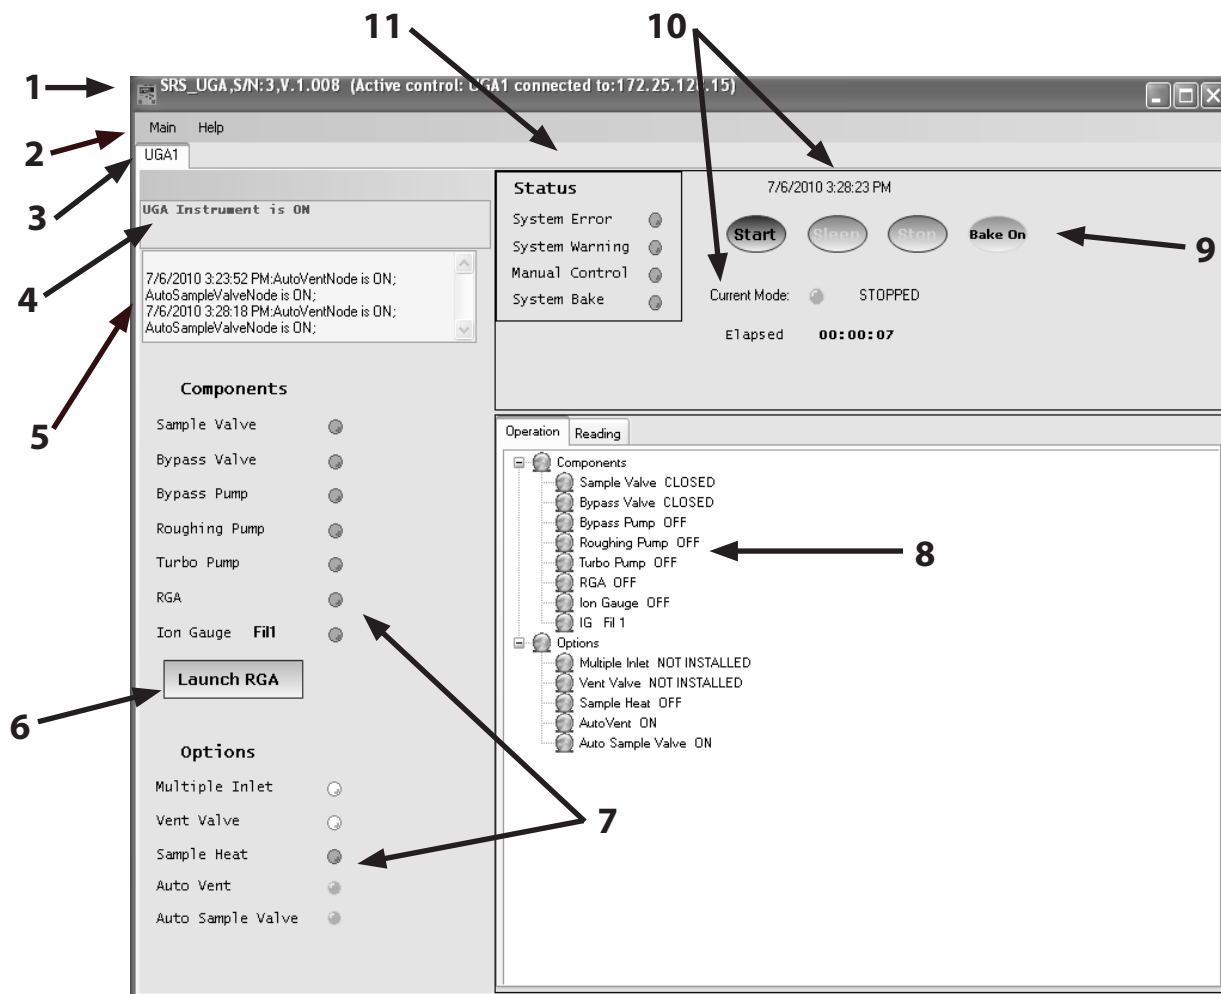 11
10
1
SRS_UGA,S/N:3,V.1.008 (Active control: UGA1 connected to:172.25.128.15)
2
Main Help
3
UGA1
4
UGA Instrument is ON
5
7/6/2010 3:23:52 PM:AutoVentNode is ON;
AutoSampleValveNode is ON;
7/6/2010 3:28:18 PM:AutoVentNode is ON;
AutoSampleValveNode is ON;
Status
System Error
System Warning
Manual Control
System Bake
7/6/2010 3:28:23 PM
Start Sleep Stop Bake On
9
Current Mode: STOPPED
Elapsed 00:00:07
Components
Sample Valve
Bypass Valve
Bypass Pump
Roughing Pump
Turbo Pump
RGA
Ion Gauge Fil1
6
Launch RGA
Options
Multiple Inlet
Vent Valve
Sample Heat
Auto Vent
Auto Sample Valve
7
Operation Reading
Components
Sample Valve CLOSED
Bypass Valve CLOSED
Bypass Pump OFF
Roughing Pump OFF
8
Turbo Pump OFF
RGA OFF
Ion Gauge OFF
IG Fil 1
Options
Multiple Inlet NOT INSTALLED
Vent Valve NOT INSTALLED
Sample Heat OFF
AutoVent ON
Auto Sample Valve ON